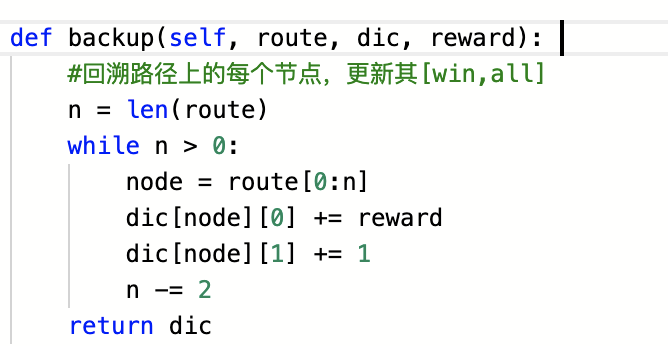 def backup(self, route, dic, reward):
    #回溯路径上的每个节点，更新其[win,all]
    n = len(route)
    while n > 0:
        node = route[0:n]
        dic[node][0] += reward
        dic[node][1] += 1
        n -= 2
    return dic